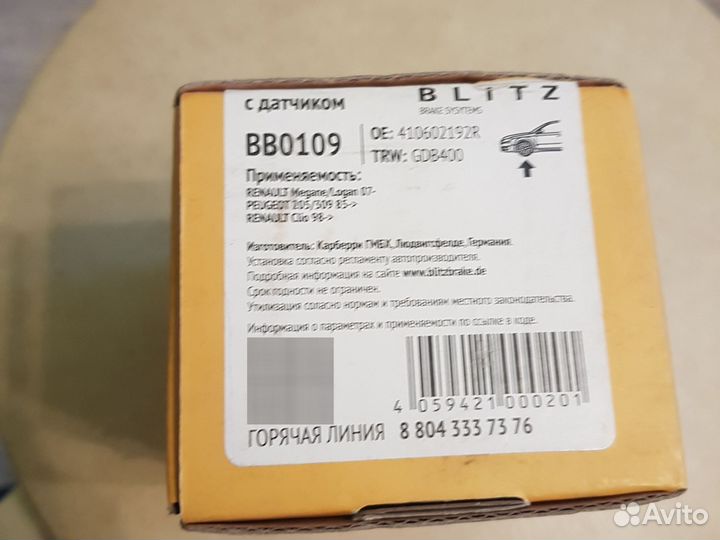 с датчиком
BLiTZ
BRAKE SYSTEMS
BB0109
OE: 410602192R
TRW: GDB400
Применяемость:
RENAULT Megane/Logan 07-
PEUGEOT 205/309 85->
RENAULT Clio 98->
Изготовитель: Карберри ГМБХ, Людвигсфелде, Германия.
Установка согласно регламенту автопроизводителя.
Подробная информация на сайте www.blitzbrake.de
Срок годности не ограничен.
Утилизация согласно нормам и требованиям местного законодательства.
Информация о параметрах и применяемости по ссылке в коде.
4 059421 000201
ГОРЯЧАЯ ЛИНИЯ 8 804 333 73 76
Avito